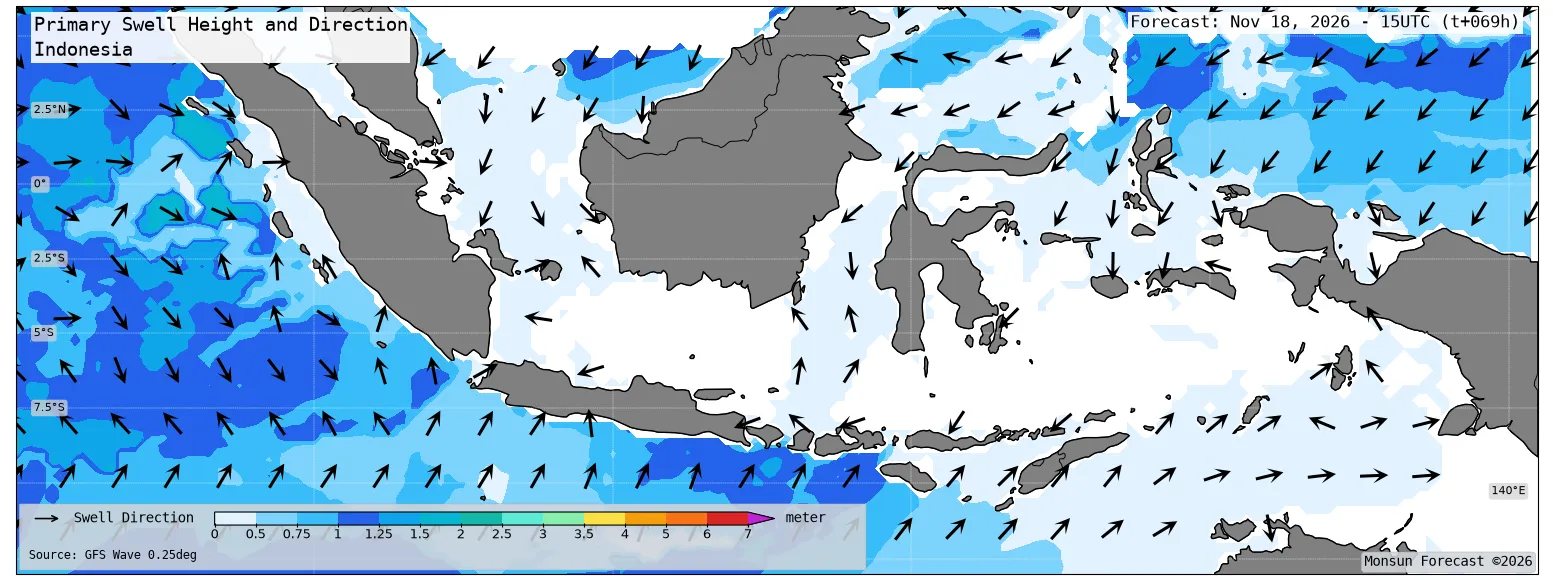 Primary Swell Height and Direction
Indonesia
Forecast: Nov 18, 2026 - 15UTC (t+069h)
2.5°N
0°
2.5°S
5°S
7.5°S
140°E
Swell Direction
meter
0 0.5 0.75 1 1.25 1.5 2 2.5 3 3.5 4 5 6 7
Source: GFS Wave 0.25deg
Monsun Forecast ©2026